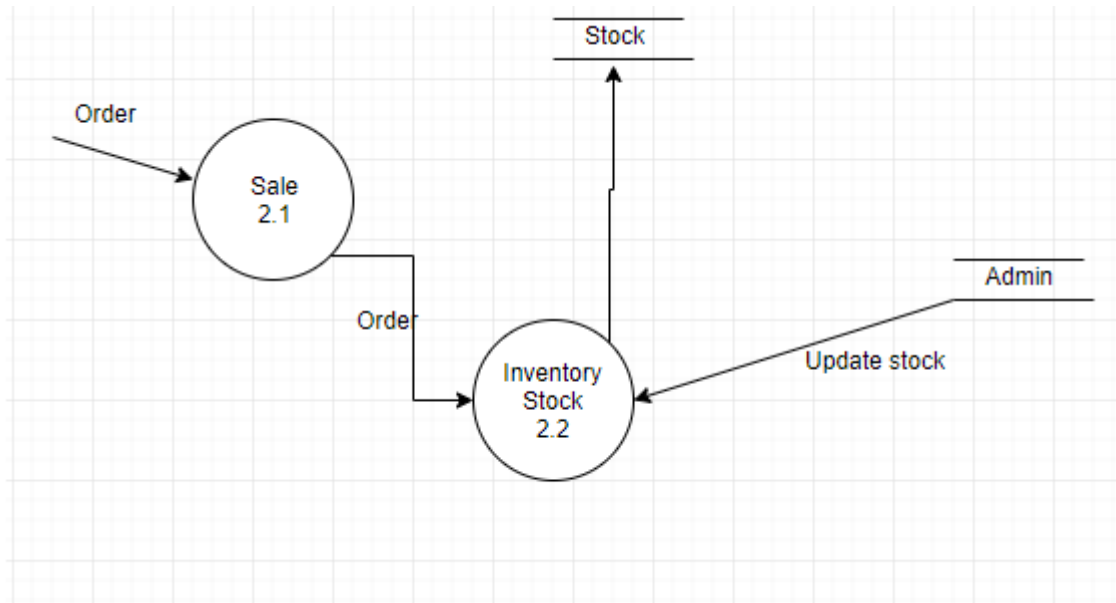 Stock
Order
Sale
2.1
Admin
Order
Update stock
Inventory
Stock
2.2